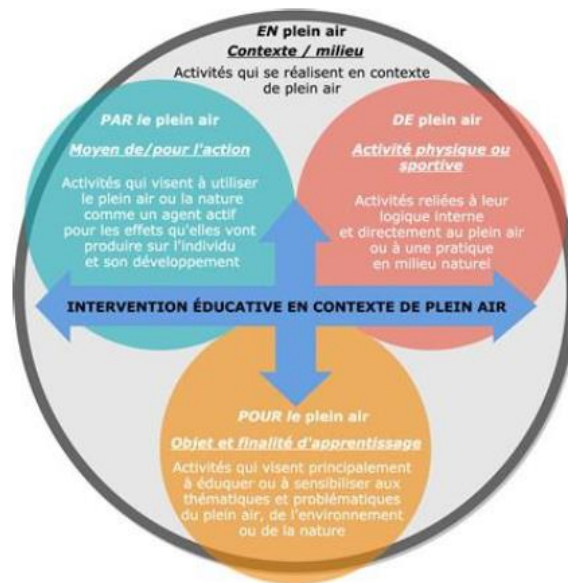 EN plein air
Contexte / milieu
Activités qui se réalisent en contexte
de plein air
PAR le plein air
Moyen de/pour l'action
Activités qui visent à utiliser
le plein air ou la nature
comme un agent actif
pour les effets qu'elles vont
produire sur l'individu
et son développement
DE plein air
Activité physique ou
sportive
Activités reliées à leur
logique interne
et directement au plein air
ou à une pratique
en milieu naturel
INTERVENTION ÉDUCATIVE EN CONTEXTE DE PLEIN AIR
POUR le plein air
Objet et finalité d'apprentissage
Activités qui visent principalement
à éduquer ou à sensibiliser aux
thématiques et problématiques
du plein air, de l'environnement
ou de la nature